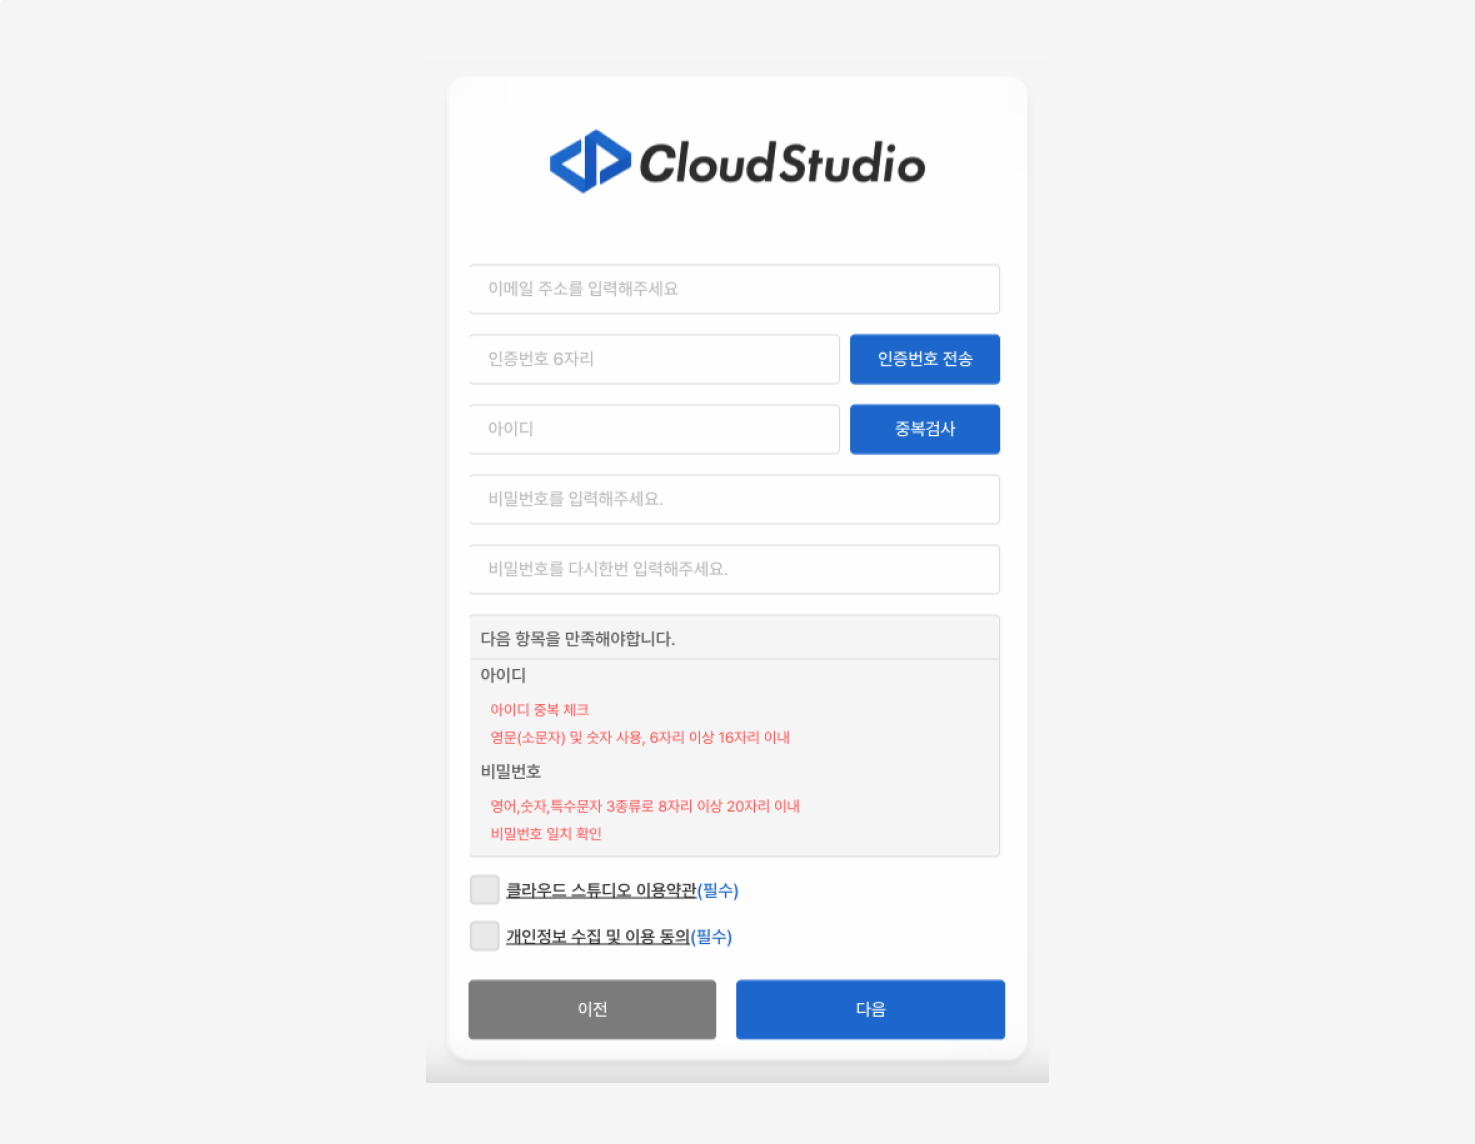 CloudStudio
이메일 주소를 입력해주세요
인증번호 6자리
인증번호 전송
아이디
중복검사
비밀번호를 입력해주세요.
비밀번호를 다시한번 입력해주세요.
다음 항목을 만족해야합니다.
아이디
아이디 중복 체크
영문(소문자) 및 숫자 사용, 6자리 이상 16자리 이내
비밀번호
영어,숫자,특수문자 3종류로 8자리 이상 20자리 이내
비밀번호 일치 확인
클라우드 스튜디오 이용약관(필수)
개인정보 수집 및 이용 동의(필수)
이전
다음